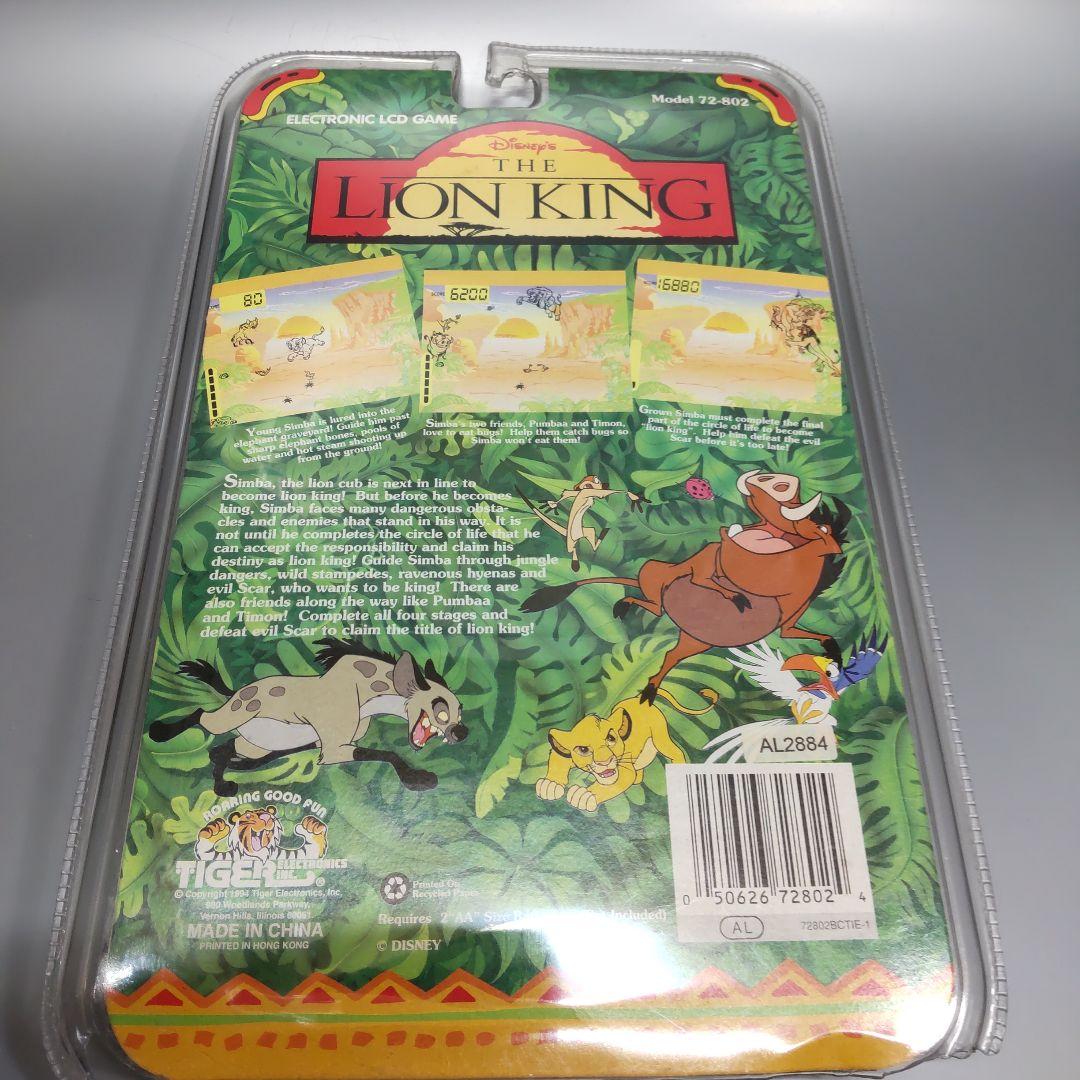 ELECTRONIC LCD GAME
Model 72-802
Disney's
THE
LION KING
80
SCORE 6200
16880
Young Simba is lured into the
elephant graveyard! Guide him past
sharp elephant bones, pools of
water and hot steam shooting up
from the ground!
Simba's two friends, Pumbaa and Timon,
love to eat bugs! Help them catch bugs so
Simba won't eat them!
Grown Simba must complete the final
part of the circle of life to become
"lion king". Help him defeat the evil
Scar before it's too late!
Simba, the lion cub is next in line to
become lion king! But before he becomes
king, Simba faces many dangerous obsta-
cles and enemies that stand in his way. It is
not until he completes the circle of life that he
can accept the responsibility and claim his
destiny as lion king! Guide Simba through jungle
dangers, wild stampedes, ravenous hyenas and
evil Scar, who wants to be king! There are
also friends along the way like Pumbaa
and Timon! Complete all four stages and
defeat evil Scar to claim the title of lion king!
ROARING GOOD FUN
TIGER ELECTRONICS INC.®
© Copyright 1994 Tiger Electronics, Inc.
980 Woodlands Parkway,
Vernon Hills, Illinois 60061
MADE IN CHINA
PRINTED IN HONG KONG
Printed On
Recycled Paper
Requires 2 "AA" Size Included)
© DISNEY
AL2884
0 50626 72802 4
AL
72802BCTIE-1